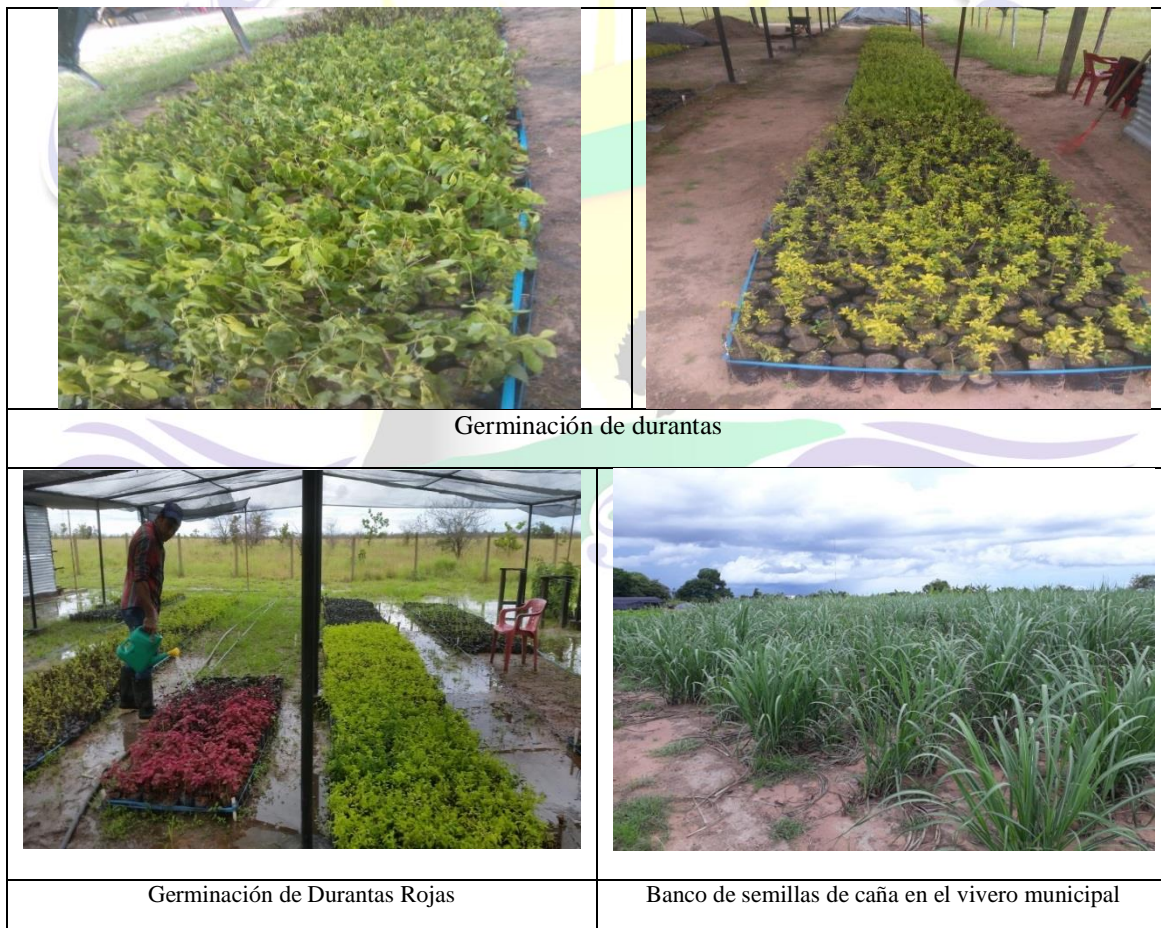 Germinación de durantas
Germinación de Durantas Rojas
Banco de semillas de caña en el vivero municipal